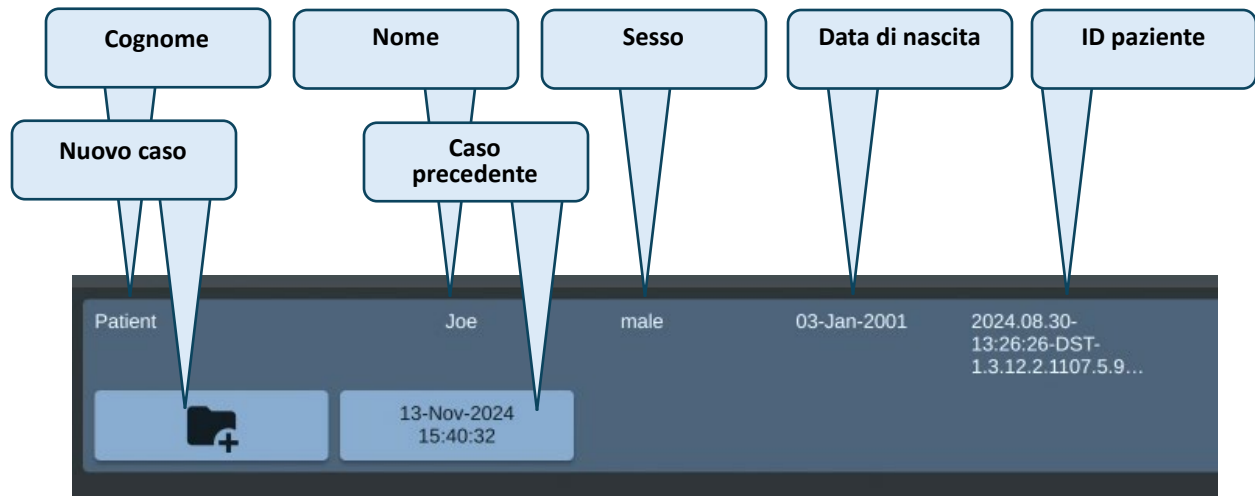 Cognome
Nome
Sesso
Data di nascita
ID paziente
Nuovo caso
Caso
precedente
Patient
Joe
male
03-Jan-2001
2024.08.30-
13:26:26-DST-
1.3.12.2.1107.5.9...
13-Nov-2024
15:40:32